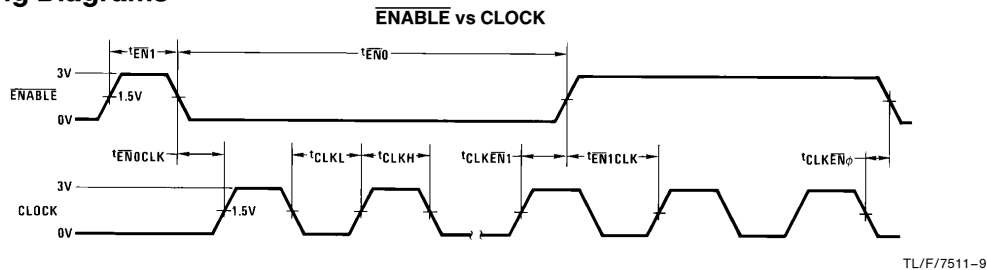 ng Diagrams
ENABLE vs CLOCK
tEN1
tEN0
3V
ENABLE
1.5V
0V
tEN0CLK
tCLKL
tCLKH
tCLKEN1
tEN1CLK
tCLKENϕ
3V
CLOCK
1.5V
0V
TL/F/7511–9